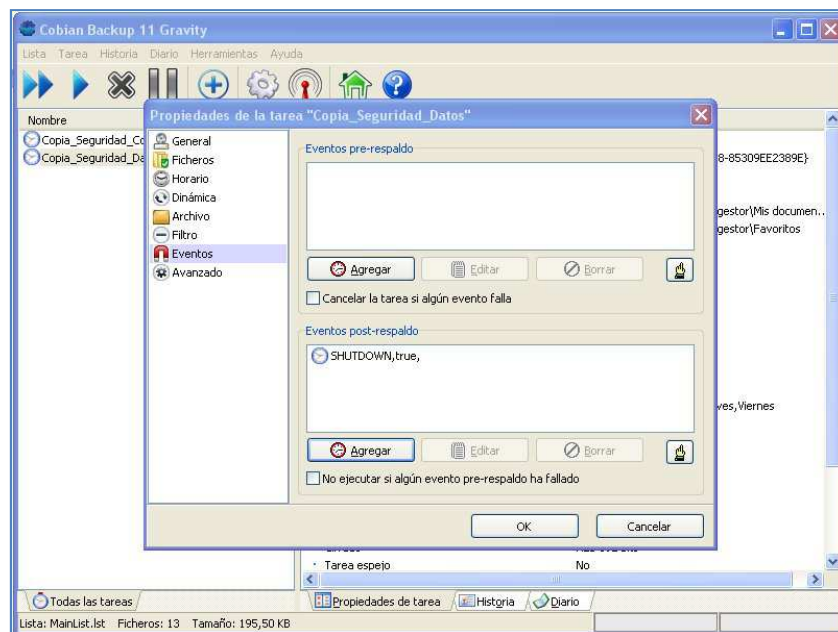 Cobian Backup 11 Gravity
Lista Tarea Historia Diario Herramientas Ayuda
Nombre
Copia_Seguridad_Co
Copia_Seguridad_Da
Propiedades de la tarea "Copia_Seguridad_Datos"
General
Ficheros
Horario
Dinámica
Archivo
Filtro
Eventos
Avanzado
Eventos pre-respaldo
Agregar Editar Borrar
Cancelar la tarea si algún evento falla
Eventos post-respaldo
SHUTDOWN,true,
Agregar Editar Borrar
No ejecutar si algún evento pre-respaldo ha fallado
OK Cancelar
8-85309EE2389E}
gestor\Mis documen...
gestor\Favoritos
ves,Viernes
Tarea espejo No
Todas las tareas
Propiedades de tarea Historia Diario
Lista: MainList.lst Ficheros: 13 Tamaño: 195,50 KB